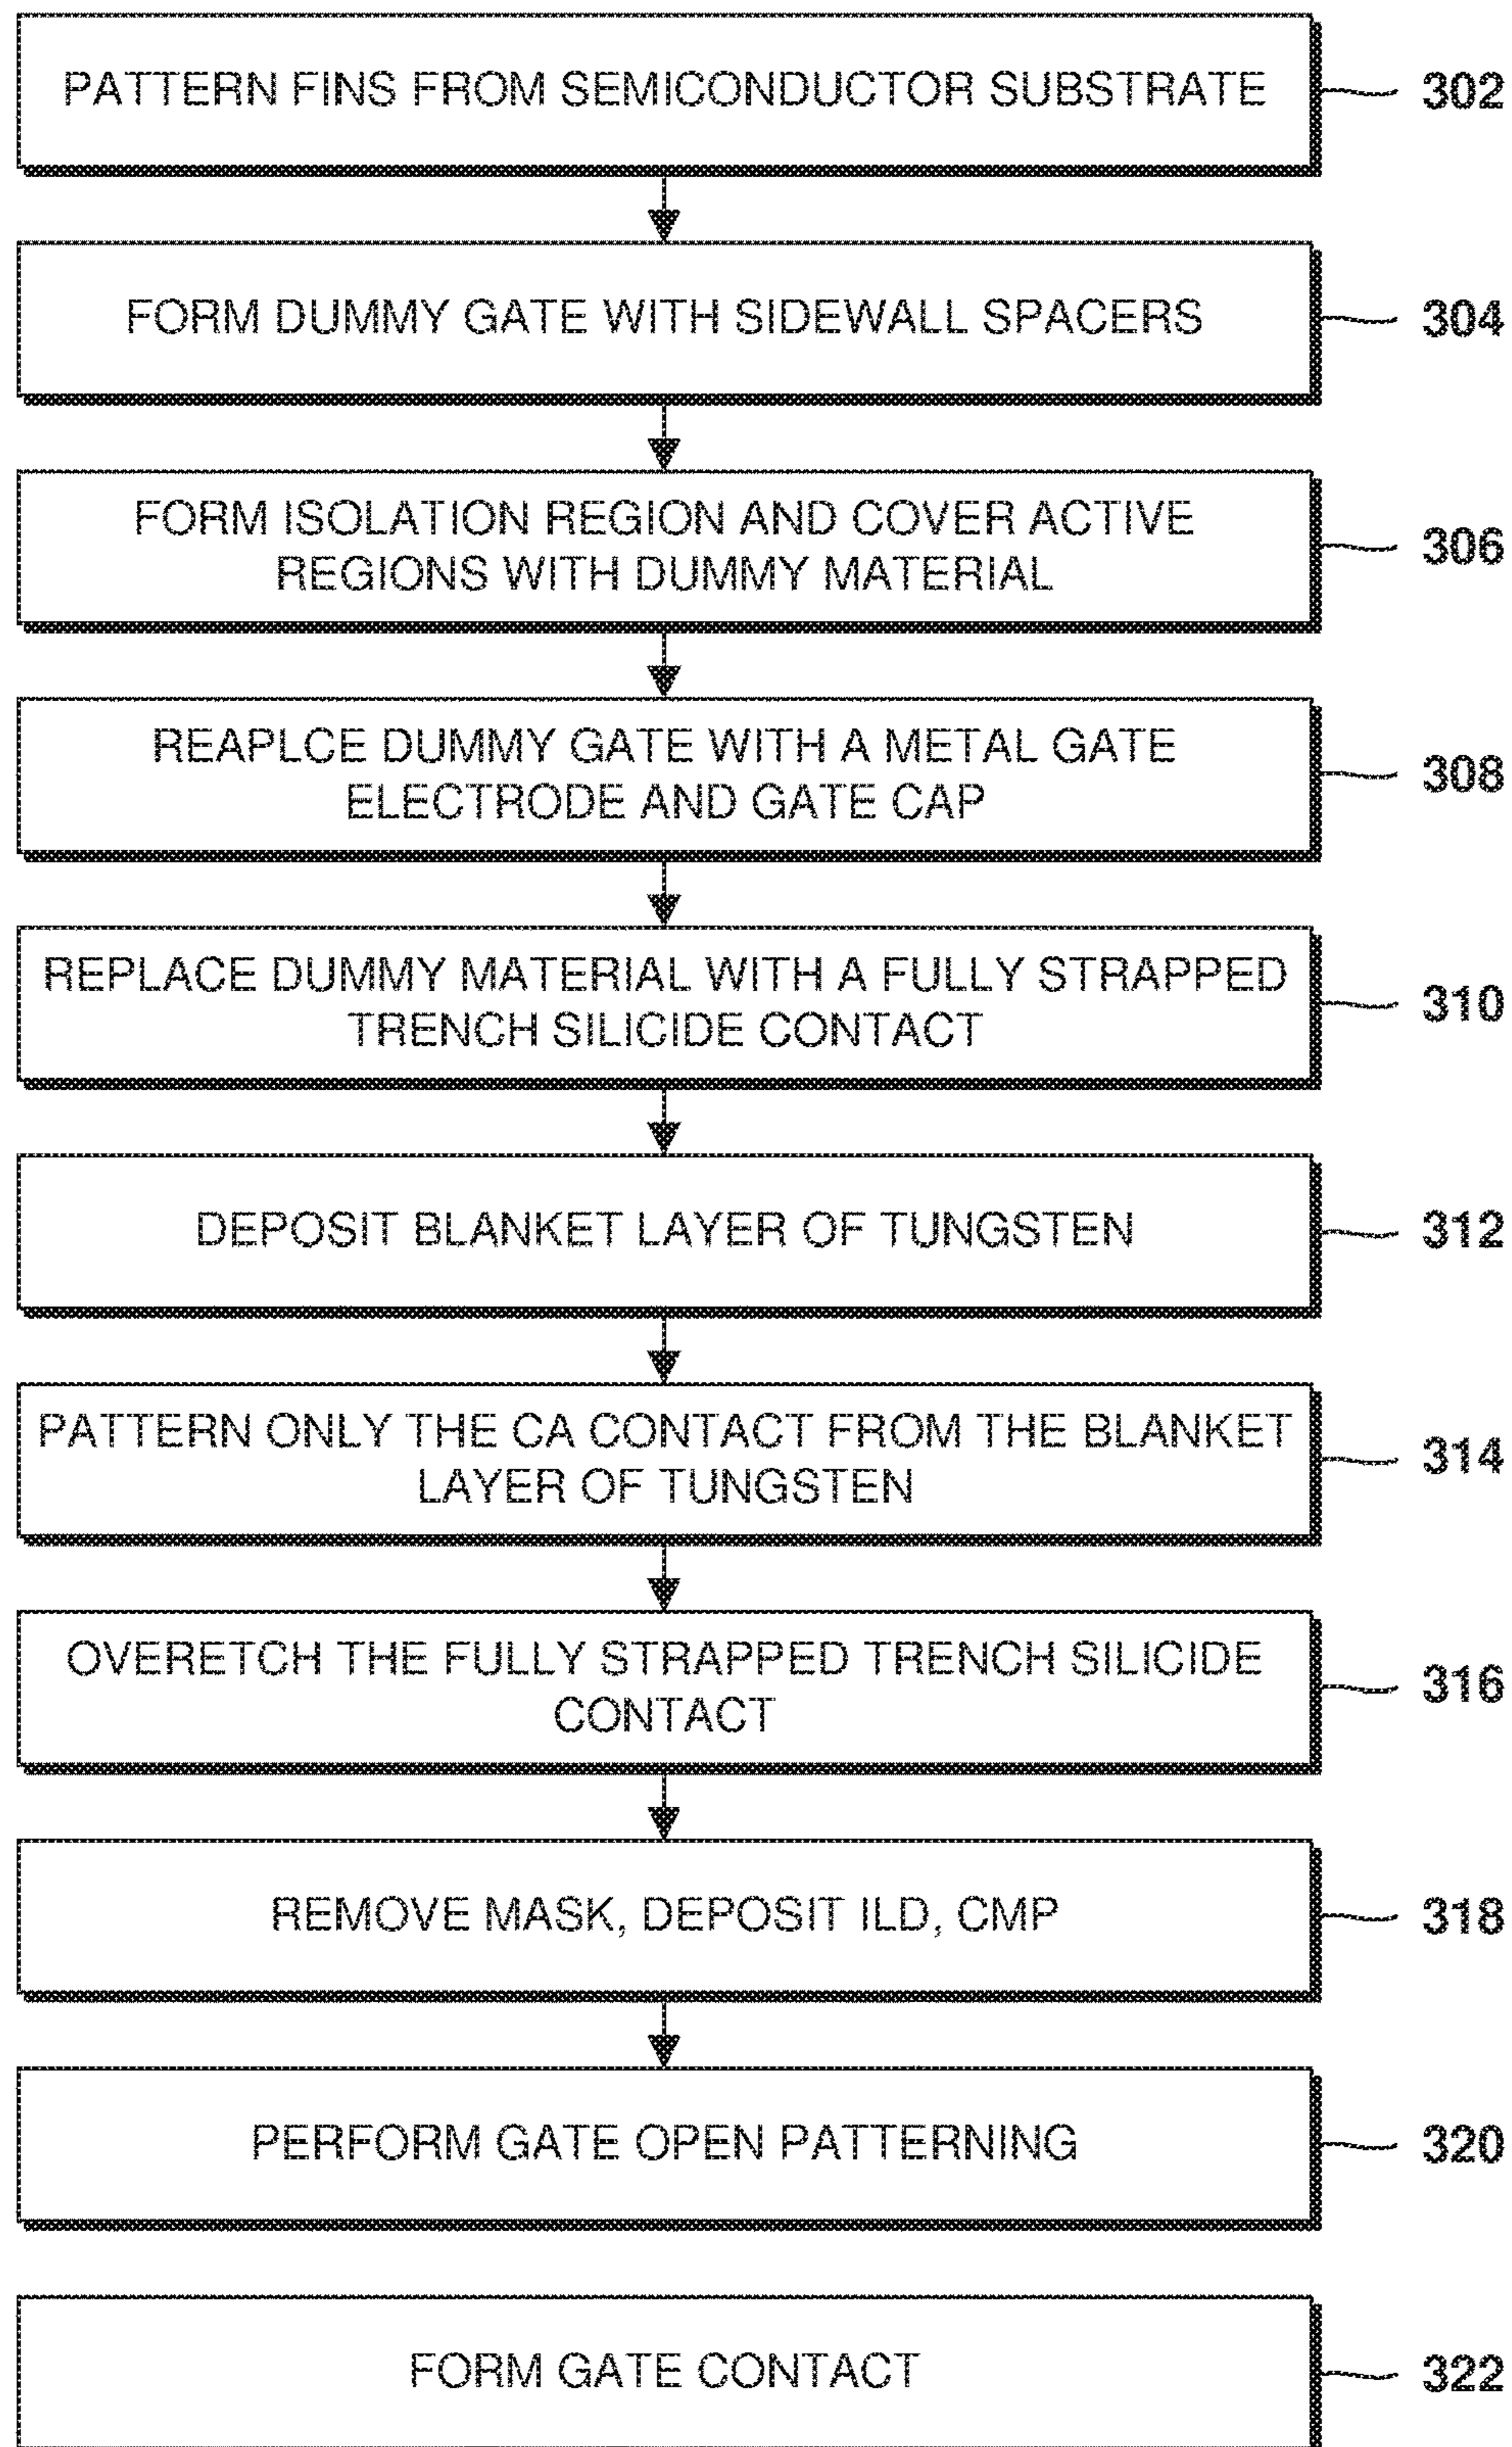 PATTERN FINS FROM SEMICONDUCTOR SUBSTRATE
302
FORM DUMMY GATE WITH SIDEWALL SPACERS
304
FORM ISOLATION REGION AND COVER ACTIVE
REGIONS WITH DUMMY MATERIAL
306
REAPLCE DUMMY GATE WITH A METAL GATE
ELECTRODE AND GATE CAP
308
REPLACE DUMMY MATERIAL WITH A FULLY STRAPPED
TRENCH SILICIDE CONTACT
310
DEPOSIT BLANKET LAYER OF TUNGSTEN
312
PATTERN ONLY THE CA CONTACT FROM THE BLANKET
LAYER OF TUNGSTEN
314
OVERETCH THE FULLY STRAPPED TRENCH SILICIDE
CONTACT
316
REMOVE MASK, DEPOSIT ILD, CMP
318
PERFORM GATE OPEN PATTERNING
320
FORM GATE CONTACT
322